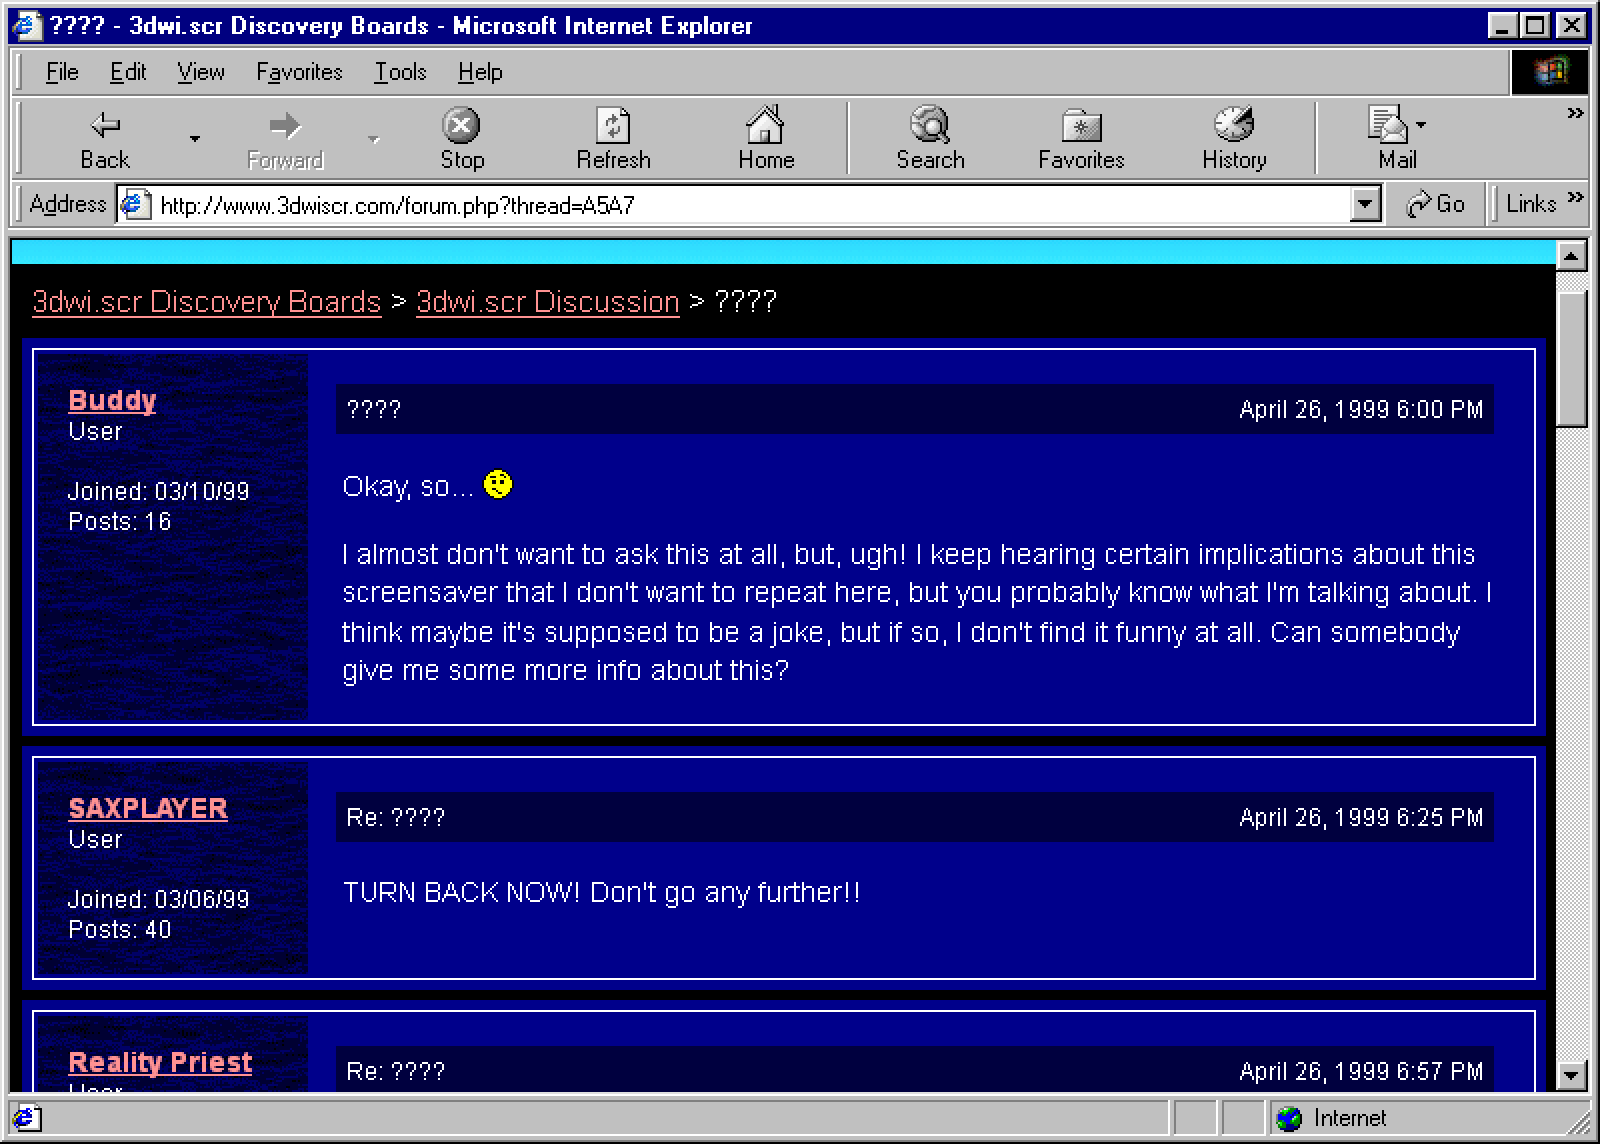 ???? - 3dwi.scr Discovery Boards - Microsoft Internet Explorer
File Edit View Favorites Tools Help
Back Forward Stop Refresh Home Search Favorites History Mail »
Address http://www.3dwiscr.com/forum.php?thread=A5A7 Go Links »
3dwi.scr Discovery Boards > 3dwi.scr Discussion > ????
Buddy
User
Joined: 03/10/99
Posts: 16
???? April 26, 1999 6:00 PM
Okay, so...
I almost don't want to ask this at all, but, ugh! I keep hearing certain implications about this
screensaver that I don't want to repeat here, but you probably know what I'm talking about. I
think maybe it's supposed to be a joke, but if so, I don't find it funny at all. Can somebody
give me some more info about this?
SAXPLAYER
User
Joined: 03/06/99
Posts: 40
Re: ???? April 26, 1999 6:25 PM
TURN BACK NOW! Don't go any further!!
Reality Priest
User
Re: ???? April 26, 1999 6:57 PM
Internet